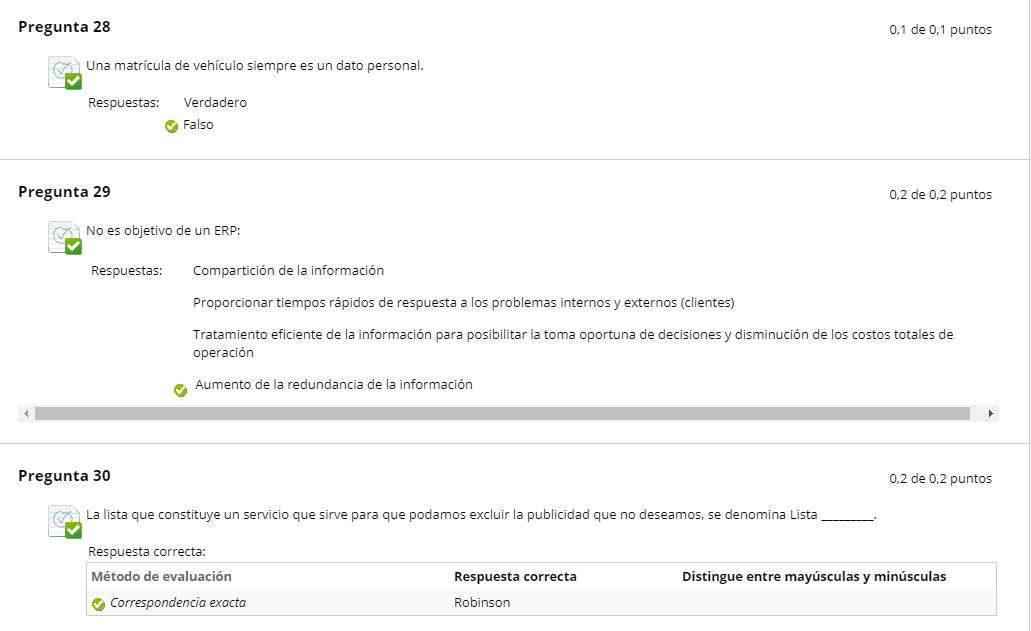 Pregunta 28
0,1 de 0,1 puntos
Una matrícula de vehículo siempre es un dato personal.
Respuestas: Verdadero
Falso
Pregunta 29
0,2 de 0,2 puntos
No es objetivo de un ERP:
Respuestas: Compartición de la información
Proporcionar tiempos rápidos de respuesta a los problemas internos y externos (clientes)
Tratamiento eficiente de la información para posibilitar la toma oportuna de decisiones y disminución de los costos totales de
operación
Aumento de la redundancia de la información
Pregunta 30
0,2 de 0,2 puntos
La lista que constituye un servicio que sirve para que podamos excluir la publicidad que no deseamos, se denomina Lista ________.
Respuesta correcta:
Método de evaluación Respuesta correcta Distingue entre mayúsculas y minúsculas
Correspondencia exacta Robinson